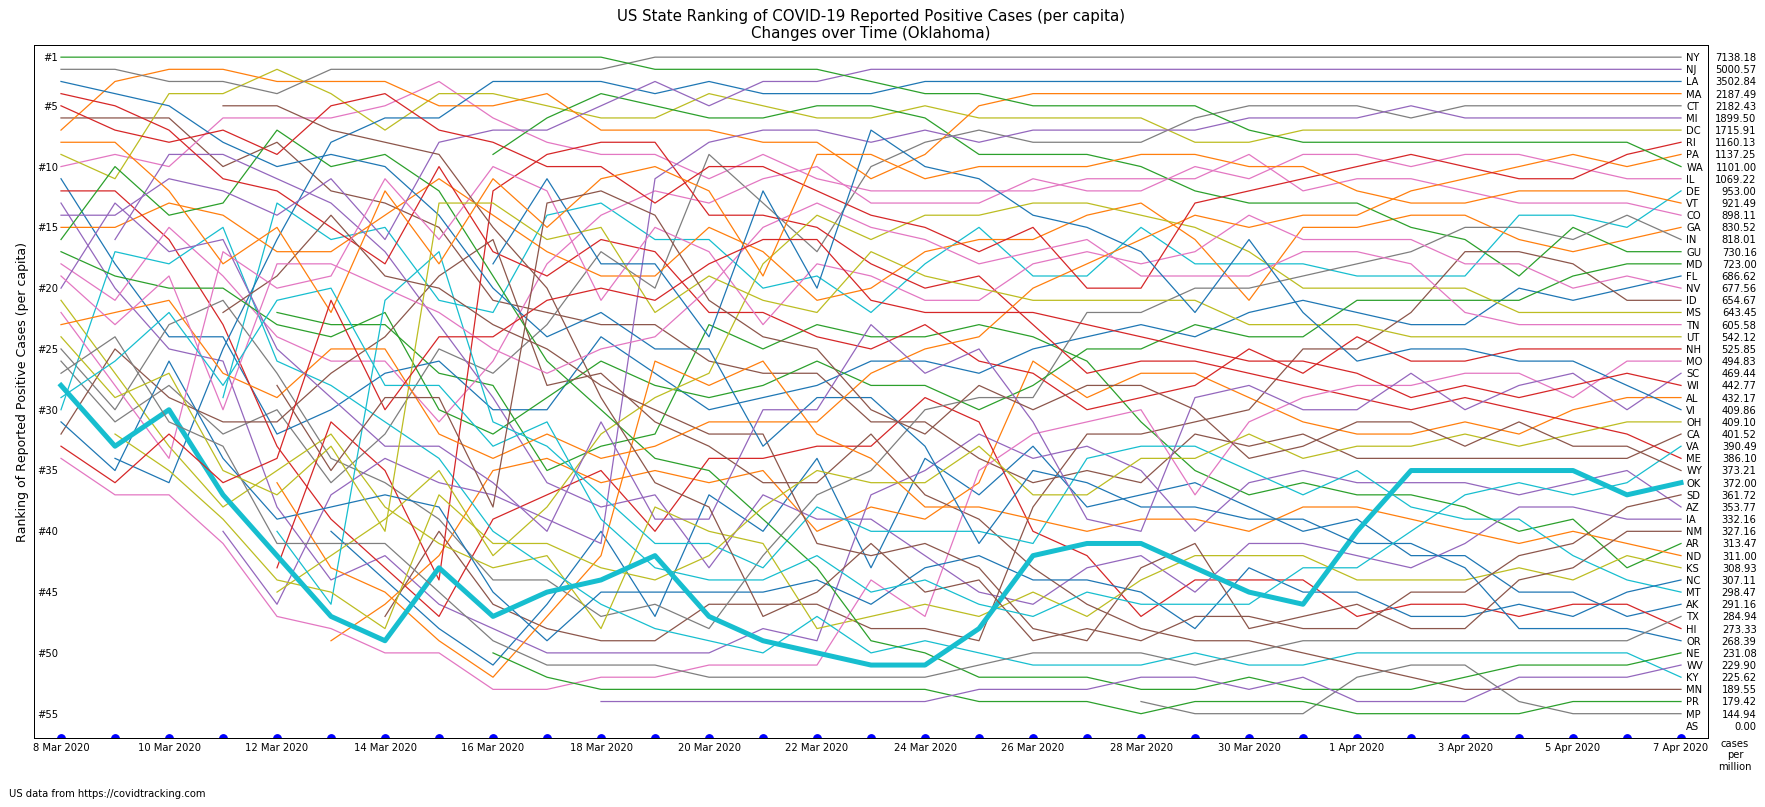 US State Ranking of COVID-19 Reported Positive Cases (per capita)
Changes over Time (Oklahoma)
Ranking of Reported Positive Cases (per capita)
#1
#5
#10
#15
#20
#25
#30
#35
#40
#45
#50
#55
NY 7138.18
NJ 5000.57
LA 3502.84
MA 2187.49
CT 2182.43
MI 1899.50
DC 1715.91
RI 1160.13
PA 1137.25
WA 1101.00
IL 1069.22
DE 953.00
VT 921.49
CO 898.11
GA 830.52
IN 818.01
GU 730.16
MD 723.00
FL 686.62
NV 677.56
ID 654.67
MS 643.45
TN 605.58
UT 542.12
NH 525.85
MO 494.83
SC 469.44
WI 442.77
AL 432.17
VI 409.86
OH 409.10
CA 401.52
VA 390.49
ME 386.10
WY 373.21
OK 372.00
SD 361.72
AZ 353.77
IA 332.16
NM 327.16
AR 313.47
ND 311.00
KS 308.93
NC 307.11
MT 298.47
AK 291.16
TX 284.94
HI 273.33
OR 268.39
NE 231.08
WV 229.90
KY 225.62
MN 189.55
PR 179.42
MP 144.94
AS 0.00
8 Mar 2020 10 Mar 2020 12 Mar 2020 14 Mar 2020 16 Mar 2020 18 Mar 2020 20 Mar 2020 22 Mar 2020 24 Mar 2020 26 Mar 2020 28 Mar 2020 30 Mar 2020 1 Apr 2020 3 Apr 2020 5 Apr 2020 7 Apr 2020
cases
per
million
US data from https://covidtracking.com